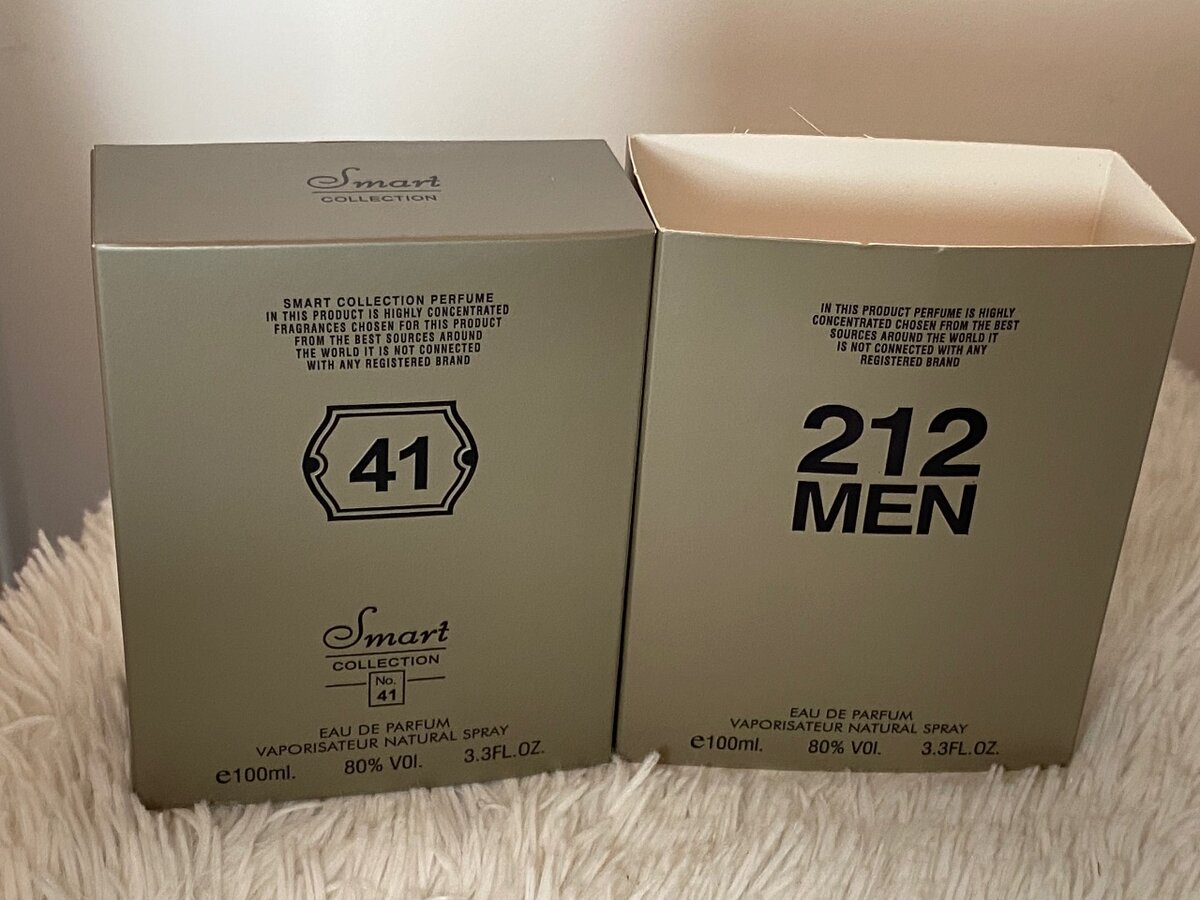 Smart
COLLECTION
SMART COLLECTION PERFUME
IN THIS PRODUCT IS HIGHLY CONCENTRATED
FRAGRANCES CHOSEN FOR THIS PRODUCT
FROM THE BEST SOURCES AROUND
THE WORLD IT IS NOT CONNECTED
WITH ANY REGISTERED BRAND
41
Smart
COLLECTION
No.
41
EAU DE PARFUM
VAPORISATEUR NATURAL SPRAY
e100ml. 80% V0l. 3.3FL.OZ.
IN THIS PRODUCT PERFUME IS HIGHLY
CONCENTRATED CHOSEN FROM THE BEST
SOURCES AROUND THE WORLD IT
IS NOT CONNECTED WITH ANY
REGISTERED BRAND
212
MEN
EAU DE PARFUM
VAPORISATEUR NATURAL SPRAY
e100ml. 80% V0l. 3.3FL.OZ.